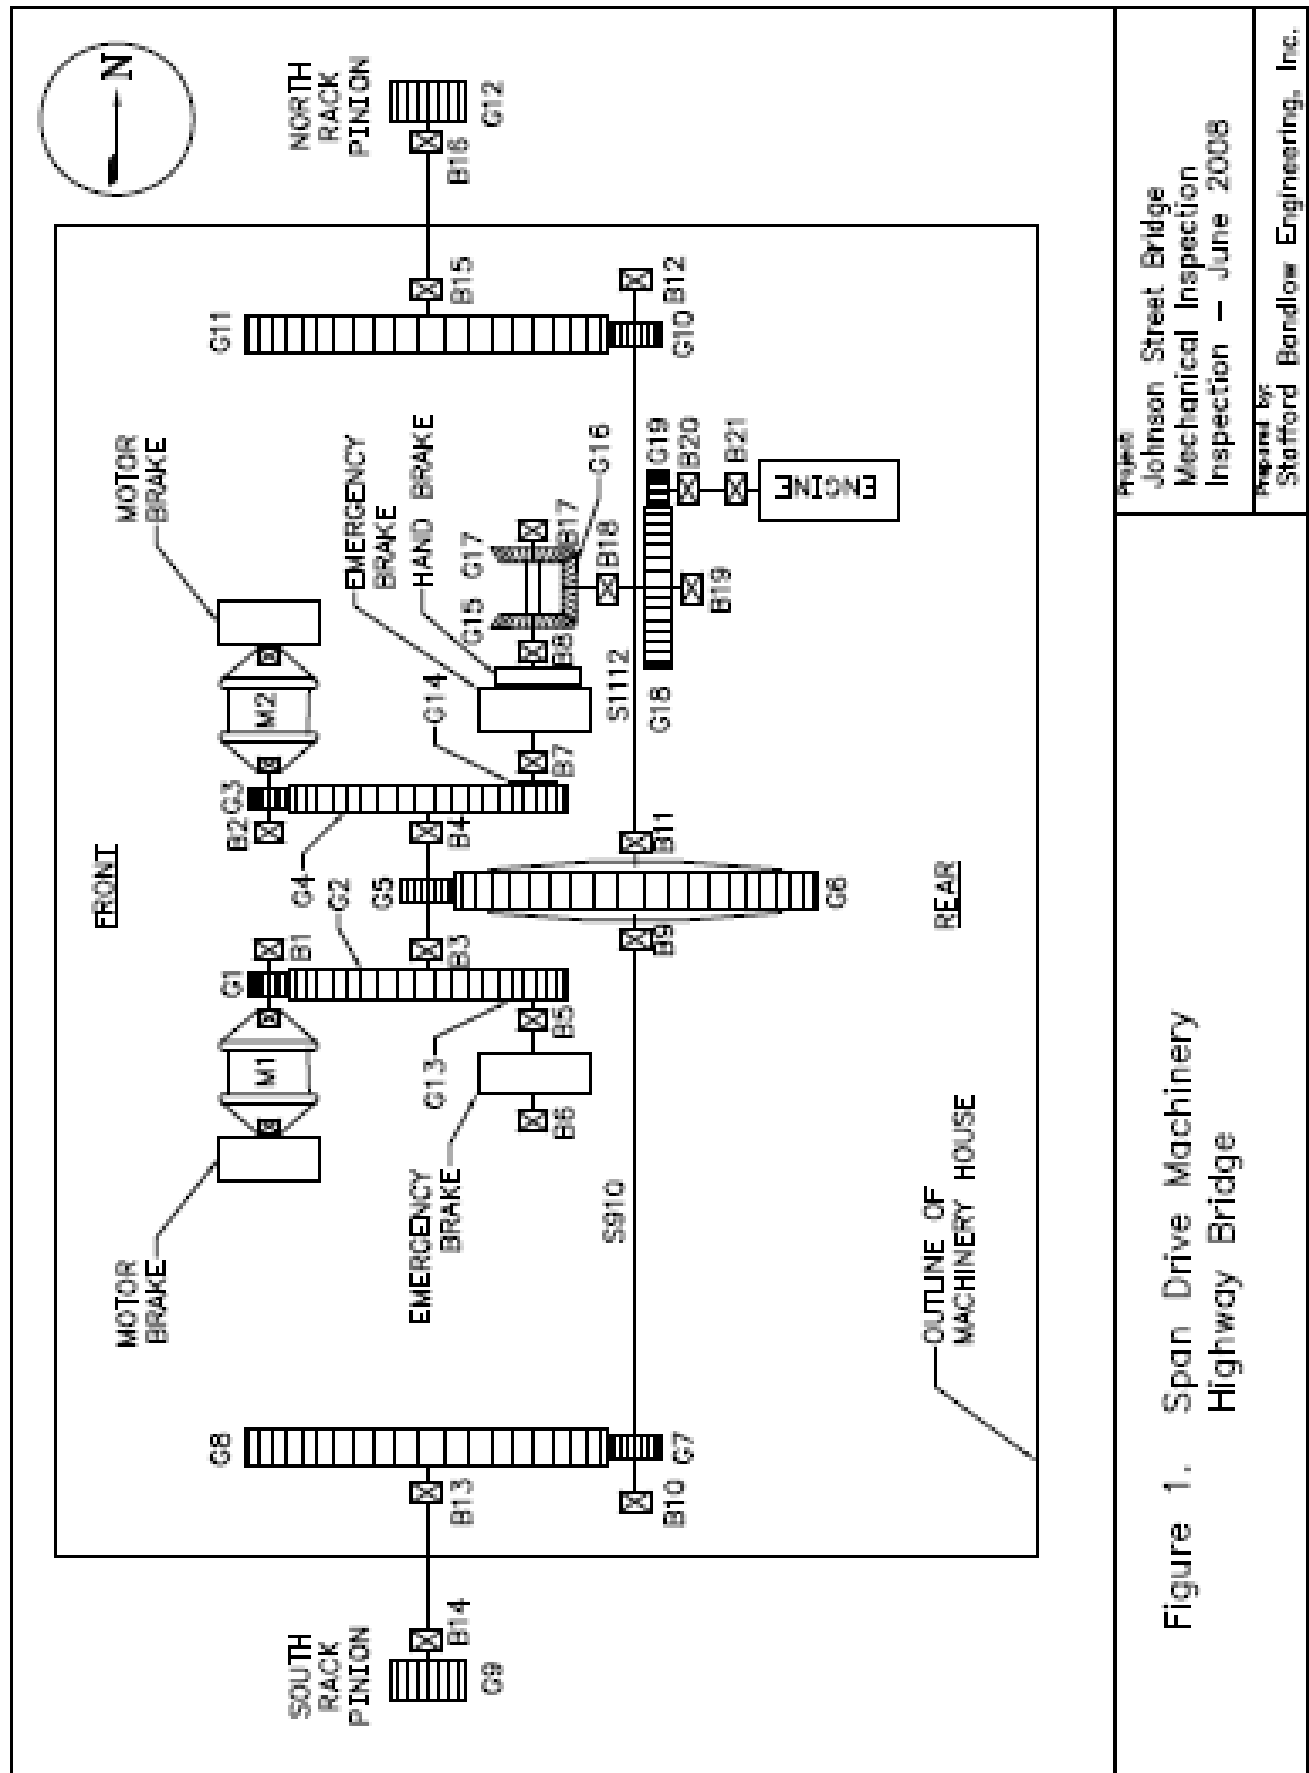 N
NORTH
RACK
PINION
G12
B16
B15
G11
B12
G10
MOTOR
BRAKE
EMERGENCY
BRAKE
HAND BRAKE
G16
G19
B20
B21
ENGINE
G17
B17
B18
B19
G15
B8
S1112
G18
M2
G14
B7
G3
B2
G4
B4
B11
FRONT
G2
G5
G6
REAR
B1
B3
B9
G1
M1
G13
B5
B6
MOTOR
BRAKE
EMERGENCY
BRAKE
S910
OUTLINE OF
MACHINERY HOUSE
G8
G7
B13
B10
B14
SOUTH
RACK
PINION
G9
Figure 1. Span Drive Machinery
Highway Bridge
Project:
Johnson Street Bridge
Mechanical Inspection
Inspection - June 2008
Prepared by:
Stafford Bandlow Engineering, Inc.